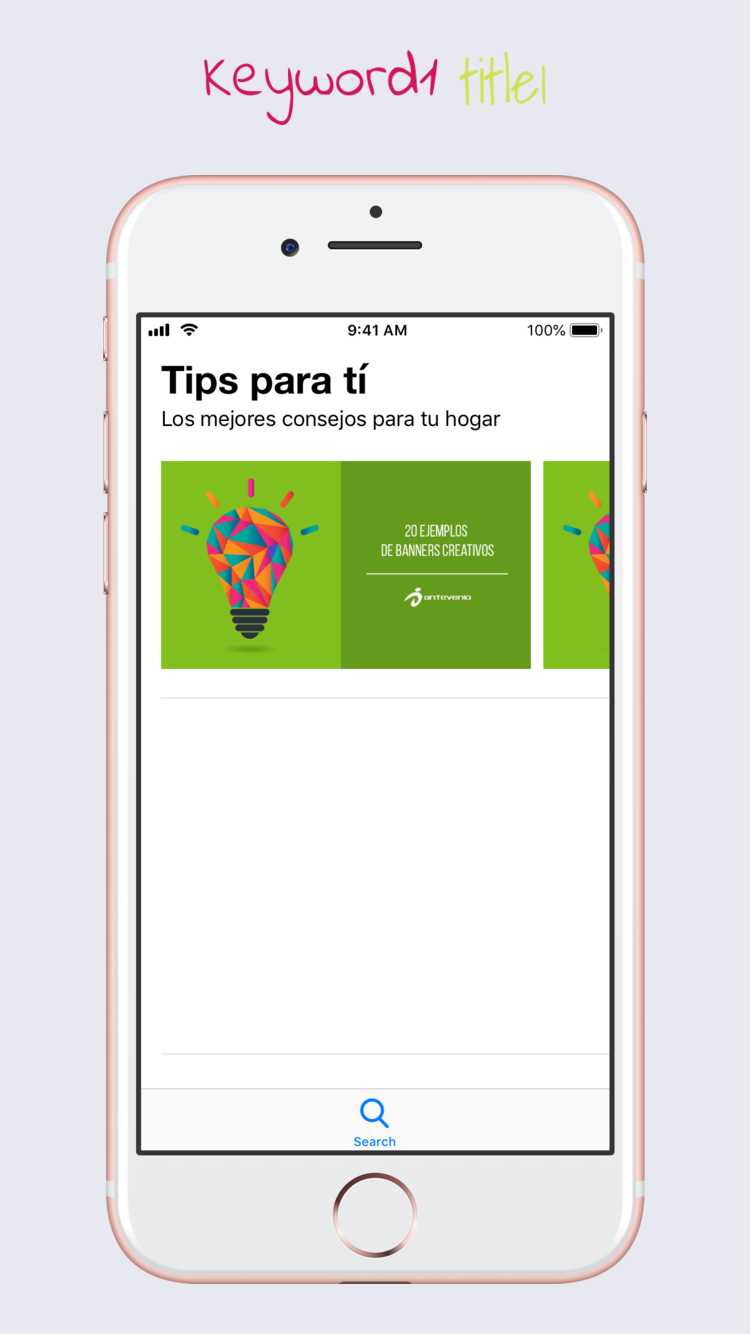 Keyword1 title1
9:41 AM 100%
Tips para tí
Los mejores consejos para tu hogar
20 EJEMPLOS
DE BANNERS CREATIVOS
antevenio
Search